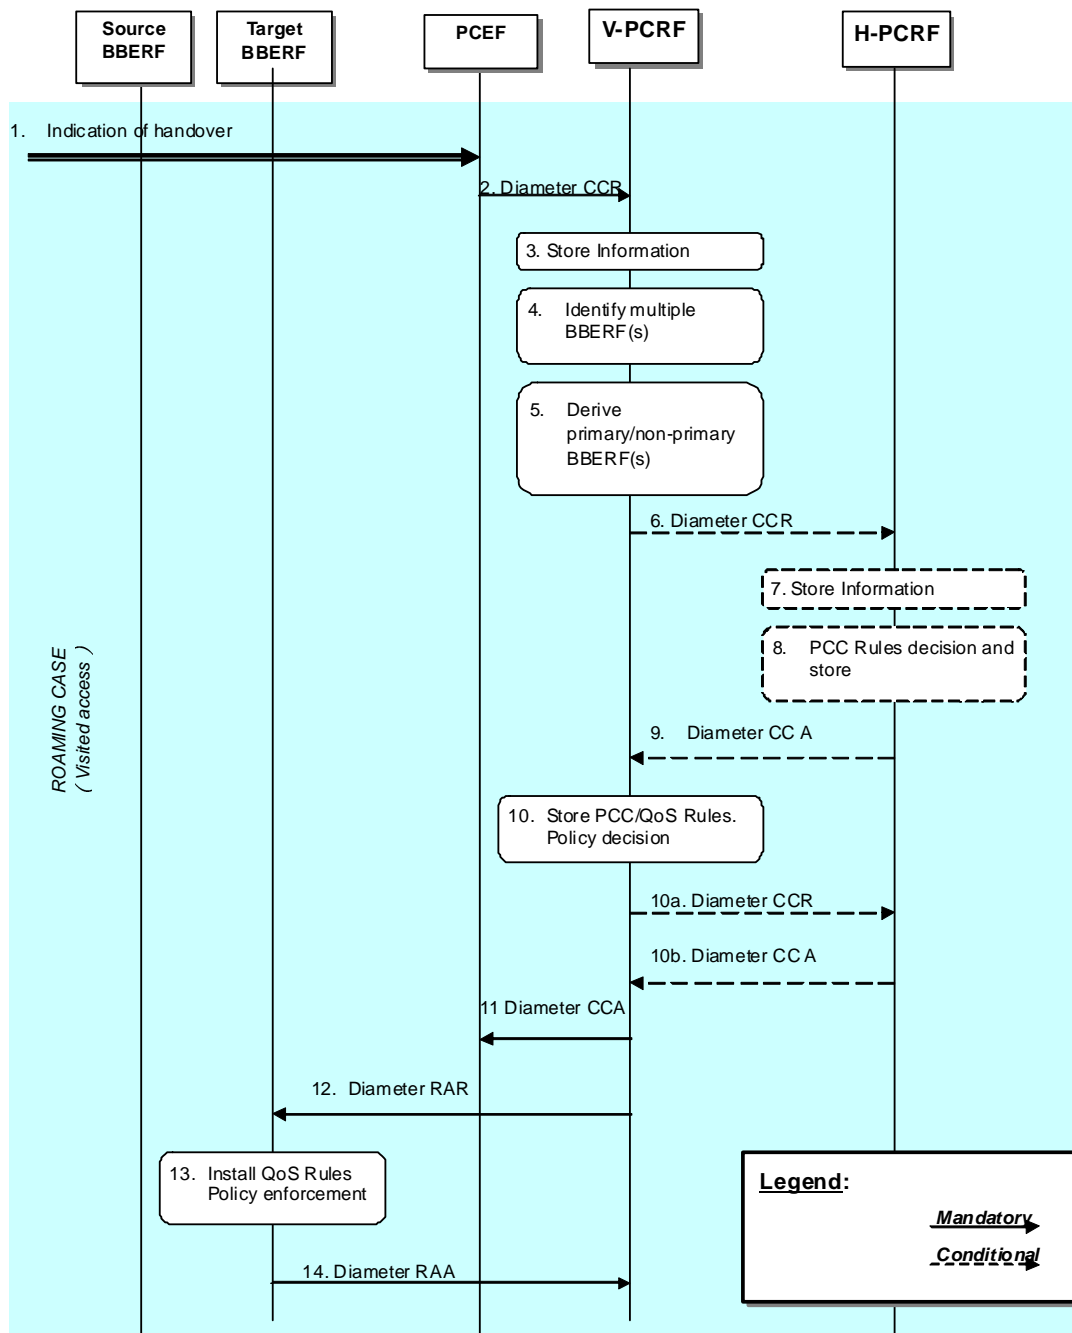 Source
BBERF
Target
BBERF
PCEF
V-PCRF
H-PCRF
1. Indication of handover
2. Diameter CCR
3. Store Information
4. Identify multiple
BBERF(s)
5. Derive
primary/non-primary
BBERF(s)
6. Diameter CCR
7. Store Information
8. PCC Rules decision and
store
9. Diameter CC A
10. Store PCC/QoS Rules.
Policy decision
10a. Diameter CCR
10b. Diameter CC A
11 Diameter CCA
12. Diameter RAR
13. Install QoS Rules
Policy enforcement
14. Diameter RAA
ROAMING CASE
( Visited access )
Legend:
Mandatory
Conditional